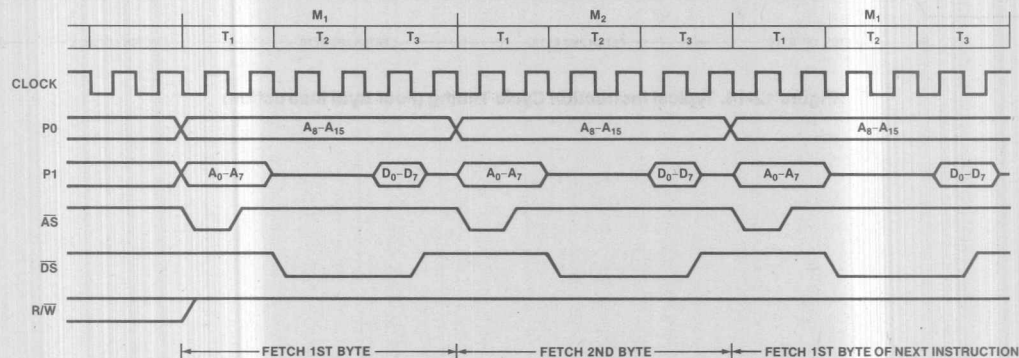 M₁ M₂ M₁
T₁ T₂ T₃ T₁ T₂ T₃ T₁ T₂ T₃
CLOCK
P0 A₈–A₁₅ A₈–A₁₅ A₈–A₁₅
P1 A₀–A₇ D₀–D₇ A₀–A₇ D₀–D₇ A₀–A₇ D₀–D₇
A̅S̅
D̅S̅
R/W̅
FETCH 1ST BYTE FETCH 2ND BYTE FETCH 1ST BYTE OF NEXT INSTRUCTION